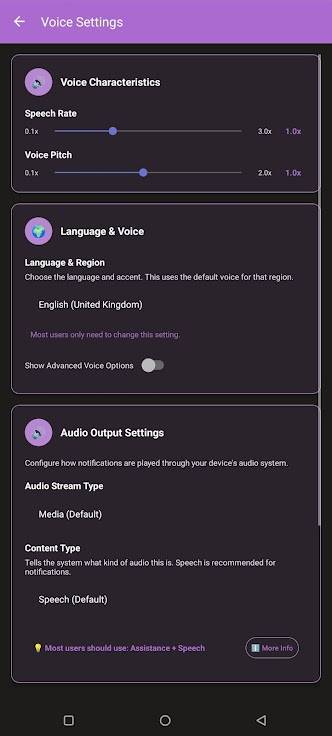 Voice Settings
Voice Characteristics
Speech Rate
0.1x 3.0x 1.0x
Voice Pitch
0.1x 2.0x 1.0x
Language & Voice
Language & Region
Choose the language and accent. This uses the default voice for that region.
English (United Kingdom)
Most users only need to change this setting.
Show Advanced Voice Options
Audio Output Settings
Configure how notifications are played through your device's audio system.
Audio Stream Type
Media (Default)
Content Type
Tells the system what kind of audio this is. Speech is recommended for
notifications.
Speech (Default)
💡 Most users should use: Assistance + Speech
ℹ️ More Info